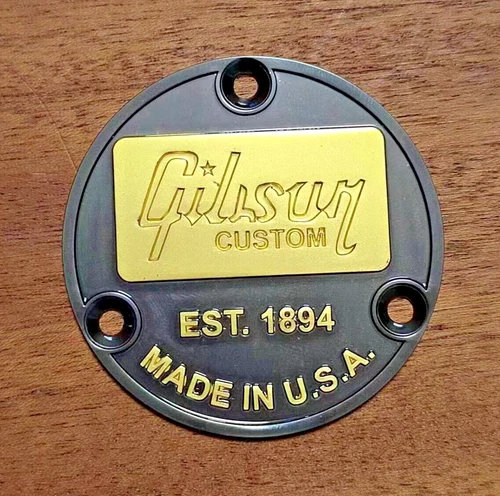 Gibson
CUSTOM
EST. 1894
MADE IN U.S.A.